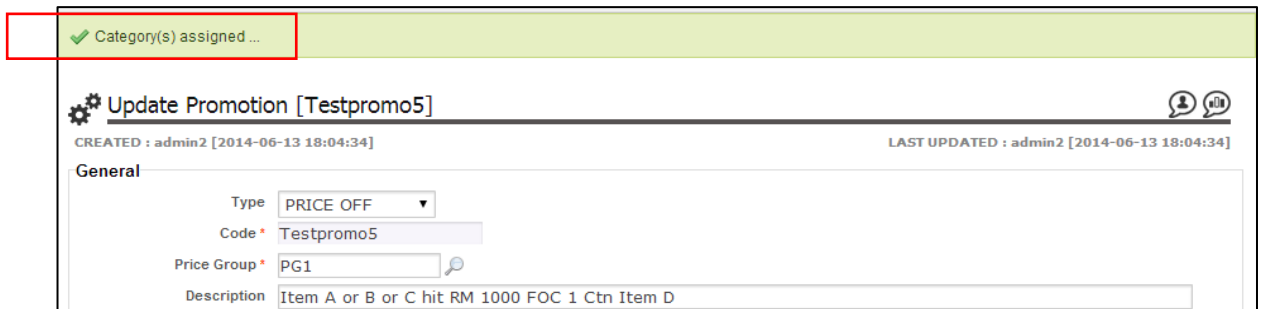 Category(s) assigned ...
Update Promotion [Testpromo5]
CREATED : admin2 [2014-06-13 18:04:34] LAST UPDATED : admin2 [2014-06-13 18:04:34]
General
Type PRICE OFF
Code * Testpromo5
Price Group * PG1
Description Item A or B or C hit RM 1000 FOC 1 Ctn Item D